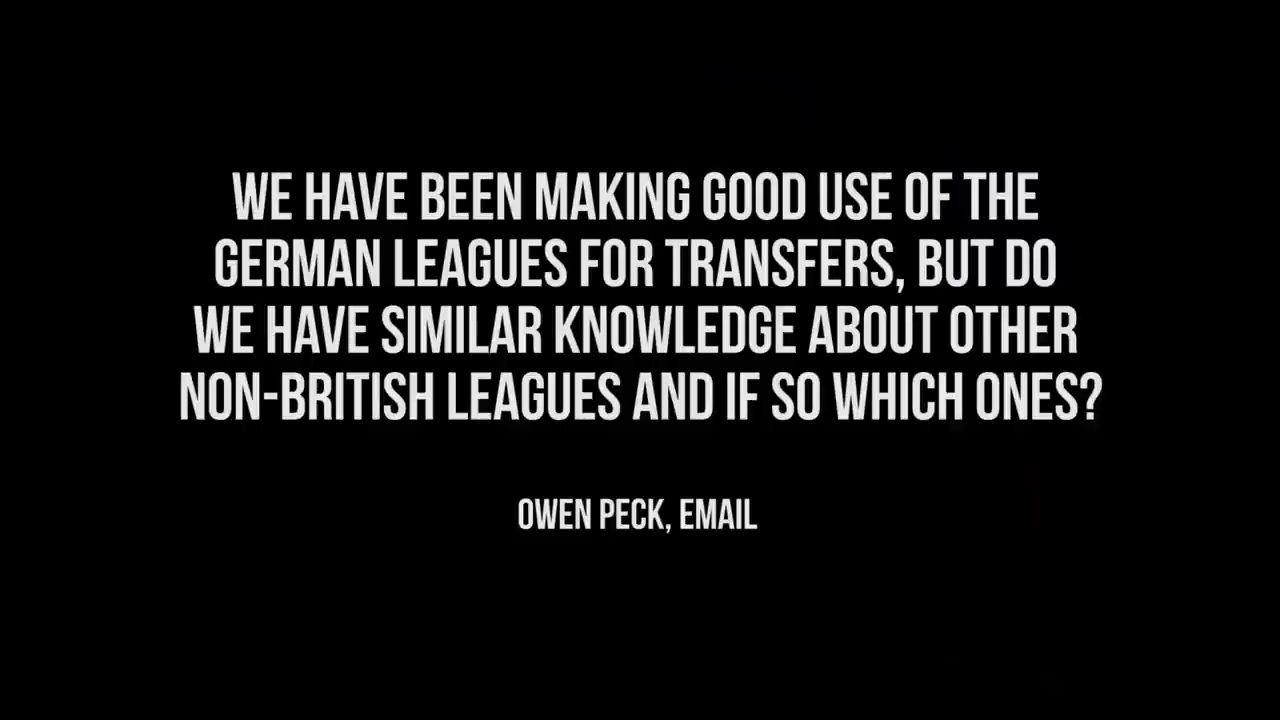 WE HAVE BEEN MAKING GOOD USE OF THE
GERMAN LEAGUES FOR TRANSFERS, BUT DO
WE HAVE SIMILAR KNOWLEDGE ABOUT OTHER
NON-BRITISH LEAGUES AND IF SO WHICH ONES?
OWEN PECK, EMAIL